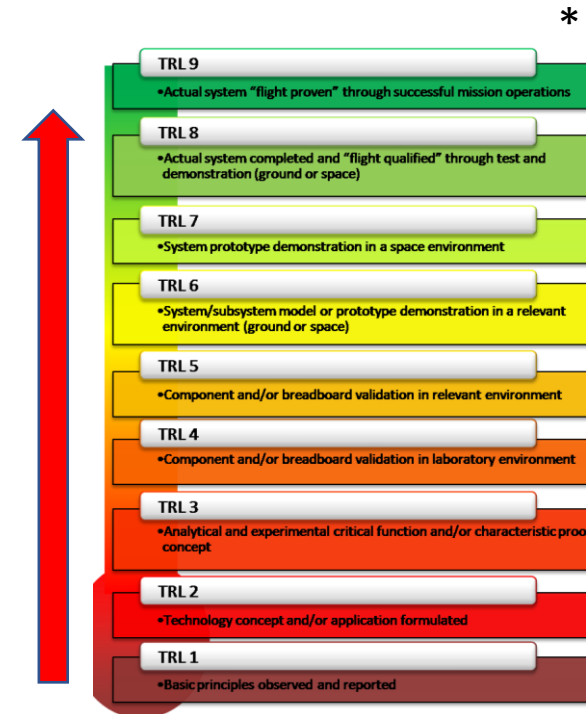 *
TRL 9
•Actual system “flight proven” through successful mission operations
TRL 8
•Actual system completed and “flight qualified” through test and
demonstration (ground or space)
TRL 7
•System prototype demonstration in a space environment
TRL 6
•System/subsystem model or prototype demonstration in a relevant
environment (ground or space)
TRL 5
•Component and/or breadboard validation in relevant environment
TRL 4
•Component and/or breadboard validation in laboratory environment
TRL 3
•Analytical and experimental critical function and/or characteristic proo
concept
TRL 2
•Technology concept and/or application formulated
TRL 1
•Basic principles observed and reported